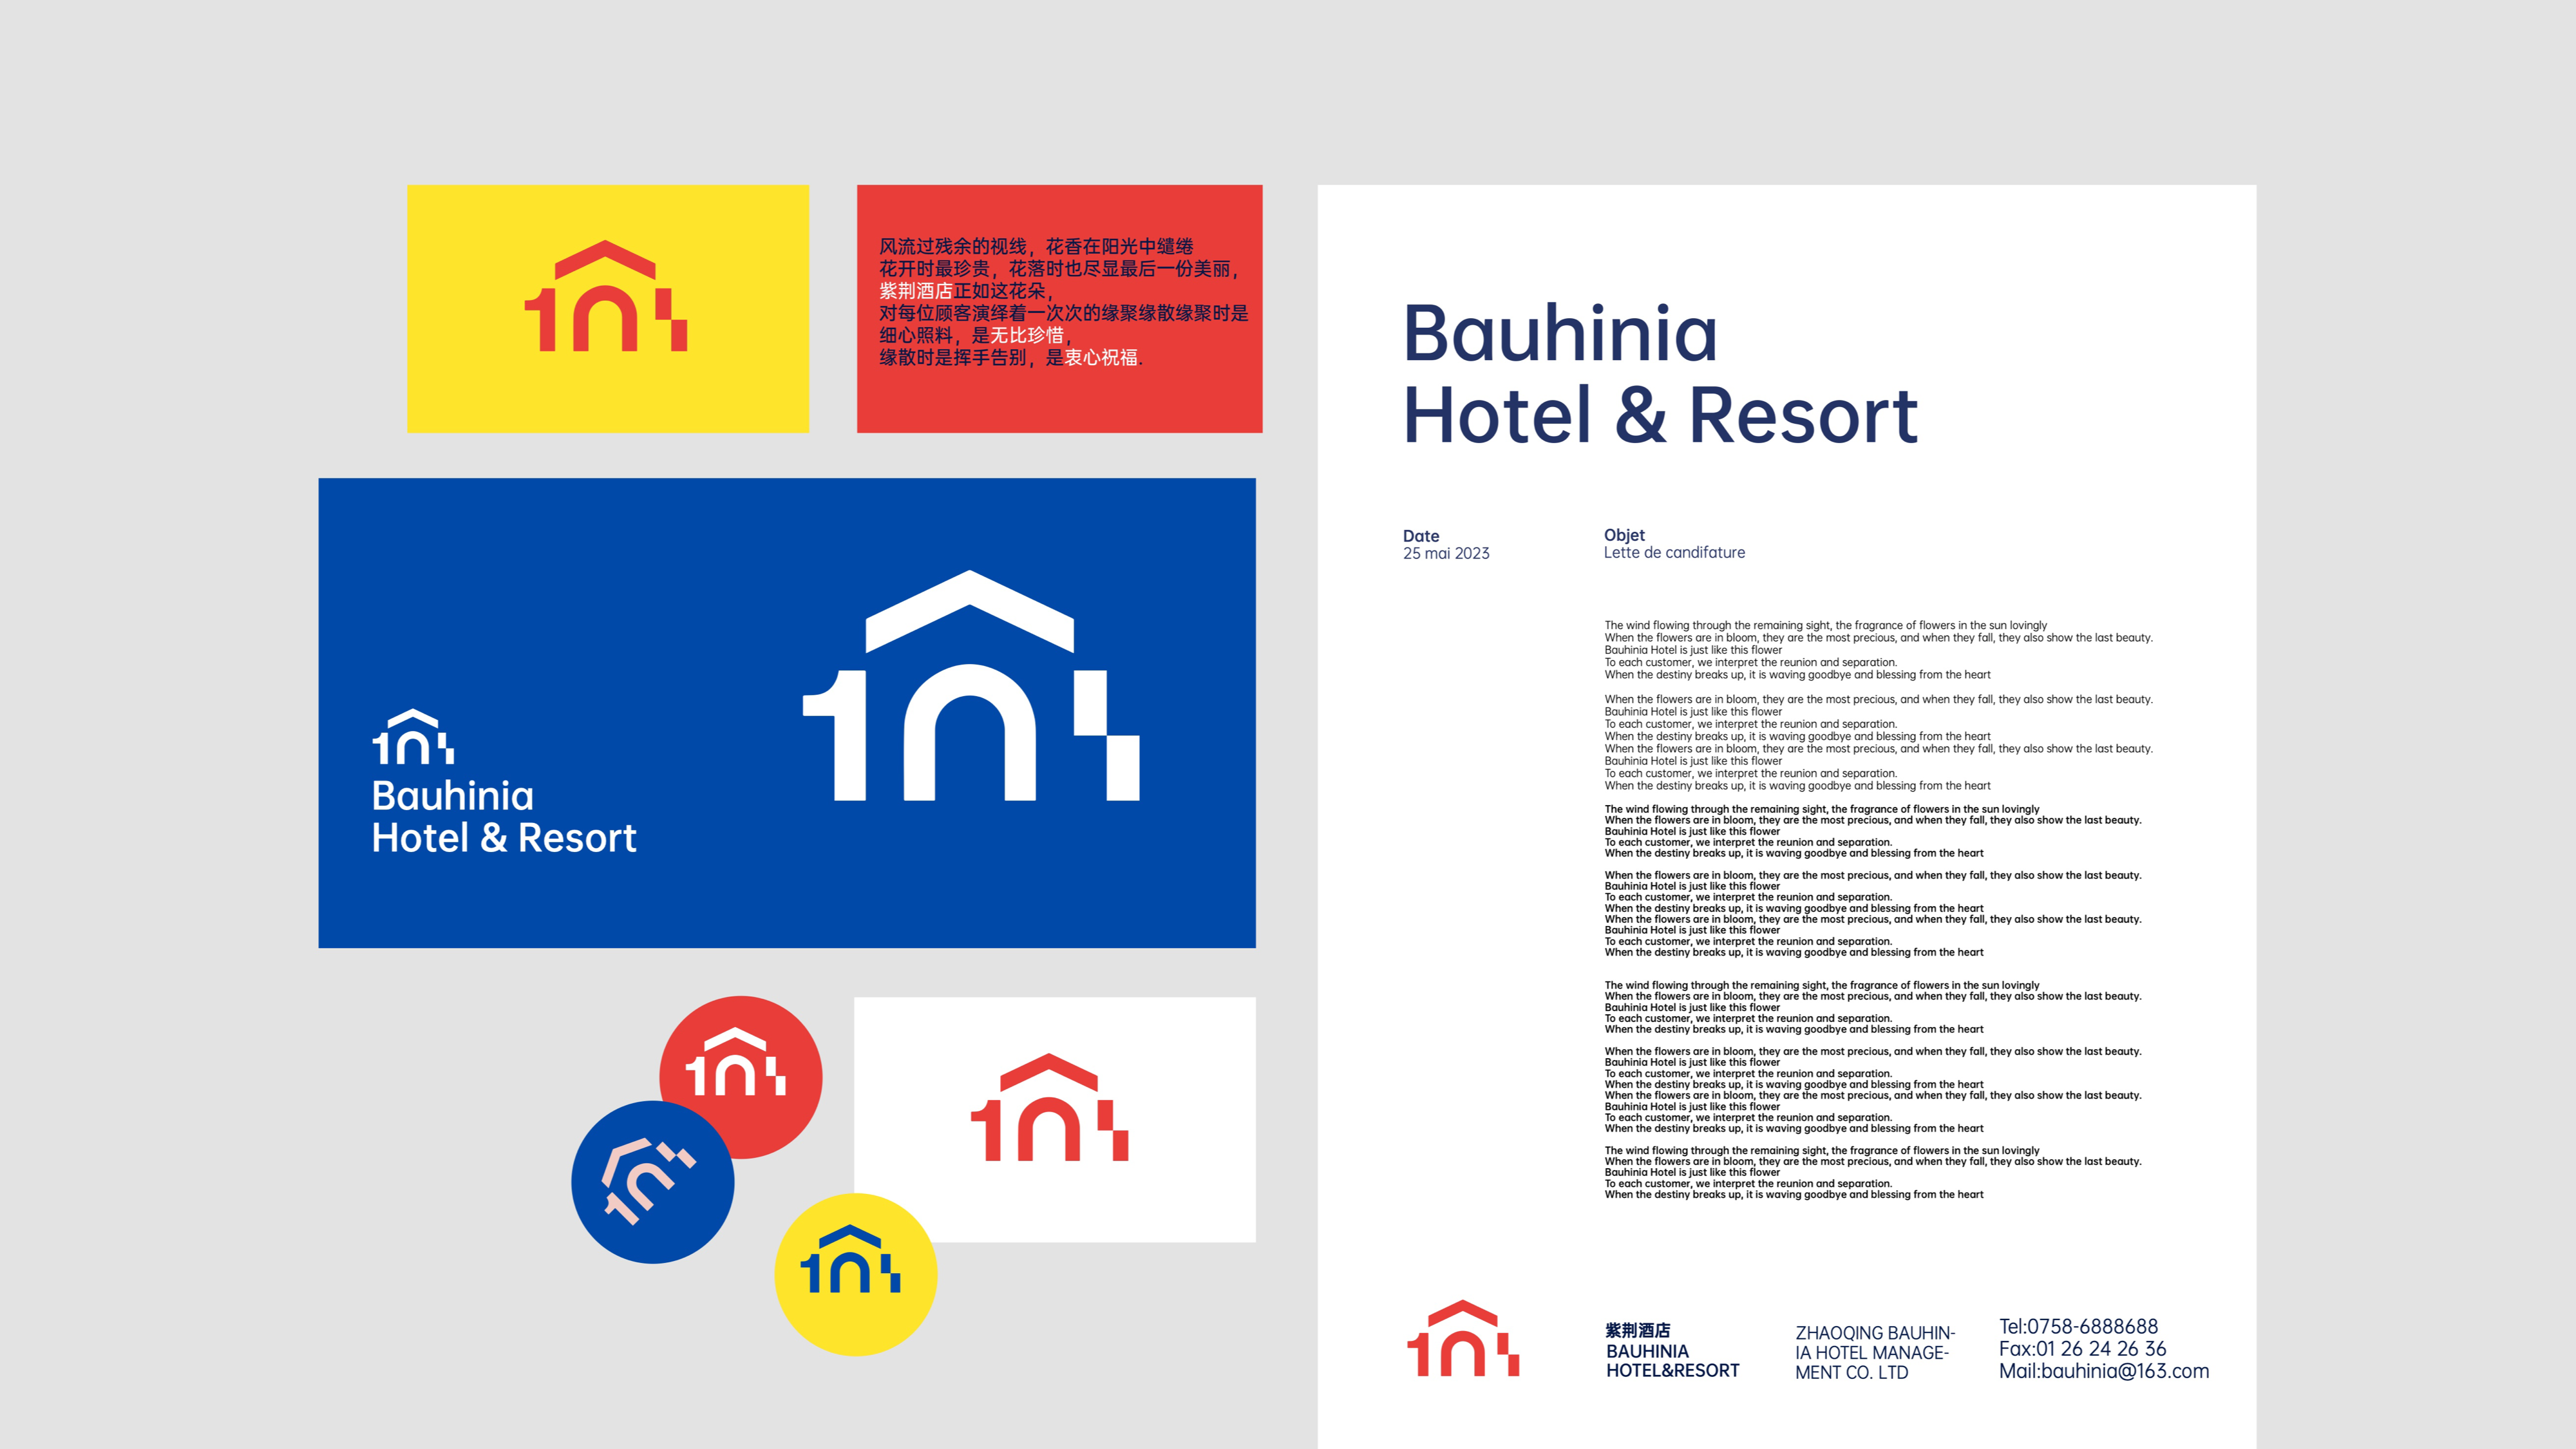 风流过残余的视线，花香在阳光中缱绻
花开时最珍贵，花落时也尽显最后一份美丽，
紫荆酒店正如这花朵，
对每位顾客演绎着一次次的缘聚缘散缘聚时是
细心照料，是无比珍惜，
缘散时是挥手告别，是衷心祝福.
Bauhinia
Hotel & Resort
Bauhinia
Hotel & Resort
Date
25 mai 2023
Objet
Lette de candifature
The wind flowing through the remaining sight, the fragrance of flowers in the sun lovingly
When the flowers are in bloom, they are the most precious, and when they fall, they also show the last beauty.
Bauhinia Hotel is just like this flower
To each customer, we interpret the reunion and separation.
When the destiny breaks up, it is waving goodbye and blessing from the heart
When the flowers are in bloom, they are the most precious, and when they fall, they also show the last beauty.
Bauhinia Hotel is just like this flower
To each customer, we interpret the reunion and separation.
When the destiny breaks up, it is waving goodbye and blessing from the heart
When the flowers are in bloom, they are the most precious, and when they fall, they also show the last beauty.
Bauhinia Hotel is just like this flower
To each customer, we interpret the reunion and separation.
When the destiny breaks up, it is waving goodbye and blessing from the heart
The wind flowing through the remaining sight, the fragrance of flowers in the sun lovingly
When the flowers are in bloom, they are the most precious, and when they fall, they also show the last beauty.
Bauhinia Hotel is just like this flower
To each customer, we interpret the reunion and separation.
When the destiny breaks up, it is waving goodbye and blessing from the heart
When the flowers are in bloom, they are the most precious, and when they fall, they also show the last beauty.
Bauhinia Hotel is just like this flower
To each customer, we interpret the reunion and separation.
When the destiny breaks up, it is waving goodbye and blessing from the heart
When the flowers are in bloom, they are the most precious, and when they fall, they also show the last beauty.
Bauhinia Hotel is just like this flower
To each customer, we interpret the reunion and separation.
When the destiny breaks up, it is waving goodbye and blessing from the heart
The wind flowing through the remaining sight, the fragrance of flowers in the sun lovingly
When the flowers are in bloom, they are the most precious, and when they fall, they also show the last beauty.
Bauhinia Hotel is just like this flower
To each customer, we interpret the reunion and separation.
When the destiny breaks up, it is waving goodbye and blessing from the heart
When the flowers are in bloom, they are the most precious, and when they fall, they also show the last beauty.
Bauhinia Hotel is just like this flower
To each customer, we interpret the reunion and separation.
When the destiny breaks up, it is waving goodbye and blessing from the heart
When the flowers are in bloom, they are the most precious, and when they fall, they also show the last beauty.
Bauhinia Hotel is just like this flower
To each customer, we interpret the reunion and separation.
When the destiny breaks up, it is waving goodbye and blessing from the heart
The wind flowing through the remaining sight, the fragrance of flowers in the sun lovingly
When the flowers are in bloom, they are the most precious, and when they fall, they also show the last beauty.
Bauhinia Hotel is just like this flower
To each customer, we interpret the reunion and separation.
When the destiny breaks up, it is waving goodbye and blessing from the heart
紫荆酒店
BAUHINIA
HOTEL&RESORT
ZHAOQING BAUHIN-
IA HOTEL MANAGE-
MENT CO. LTD
Tel:0758-6888688
Fax:01 26 24 26 36
Mail:bauhinia@163.com